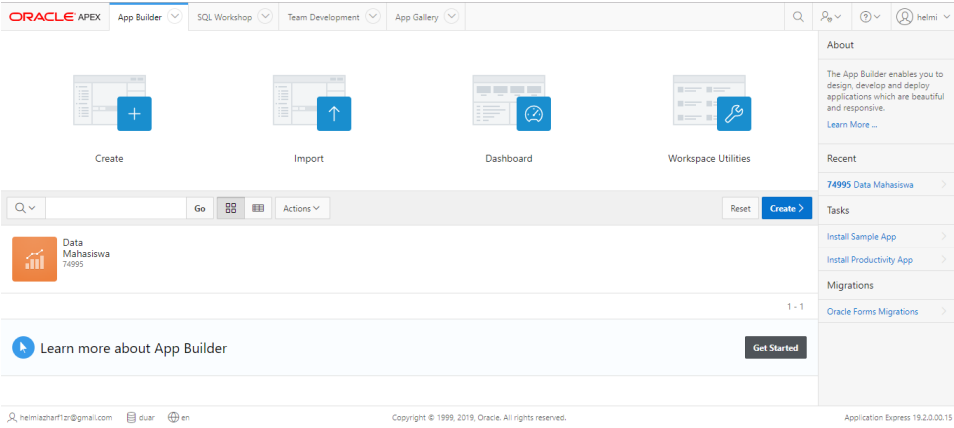 ORACLE APEX App Builder SQL Workshop Team Development App Gallery helmi
Create Import Dashboard Workspace Utilities
Go Actions Reset Create
Data
Mahasiswa
74995
1 - 1
Learn more about App Builder Get Started
About
The App Builder enables you to
design, develop and deploy
applications which are beautiful
and responsive.
Learn More ...
Recent
74995 Data Mahasiswa
Tasks
Install Sample App
Install Productivity App
Migrations
Oracle Forms Migrations
helmiazharf1zr@gmail.com duar en Copyright © 1999, 2019, Oracle. All rights reserved. Application Express 19.2.0.00.15